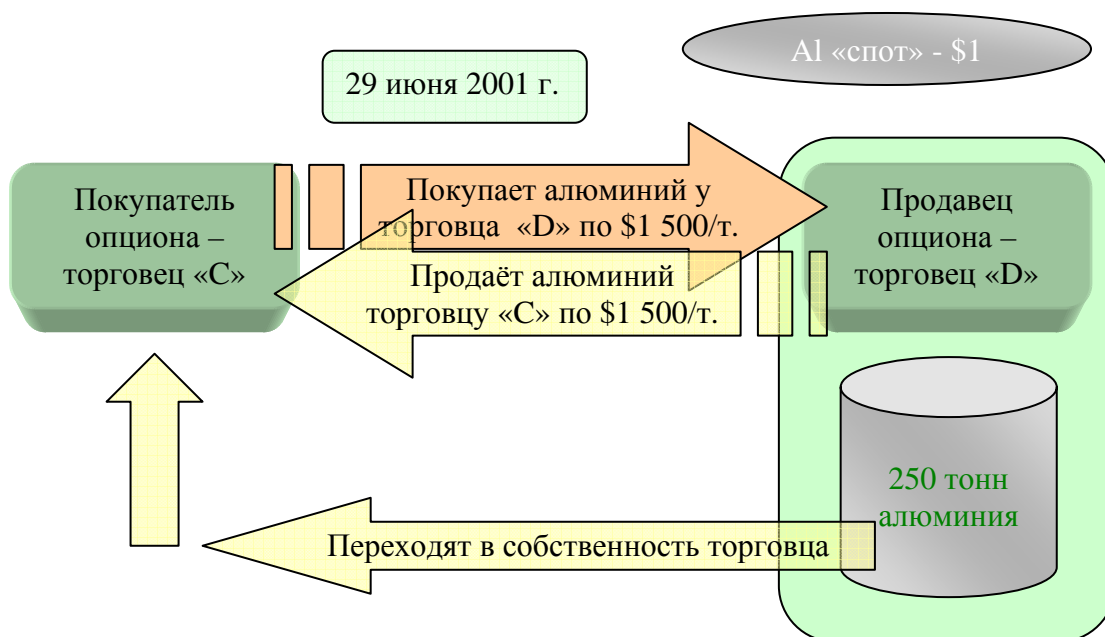 Al «спот» - $1
29 июня 2001 г.
Покупатель
опциона –
торговец «С»
Покупает алюминий у
торговца «D» по $1 500/т.
Продаёт алюминий
торговцу «С» по $1 500/т.
Продавец
опциона –
торговец «D»
250 тонн
алюминия
Переходят в собственность торговца